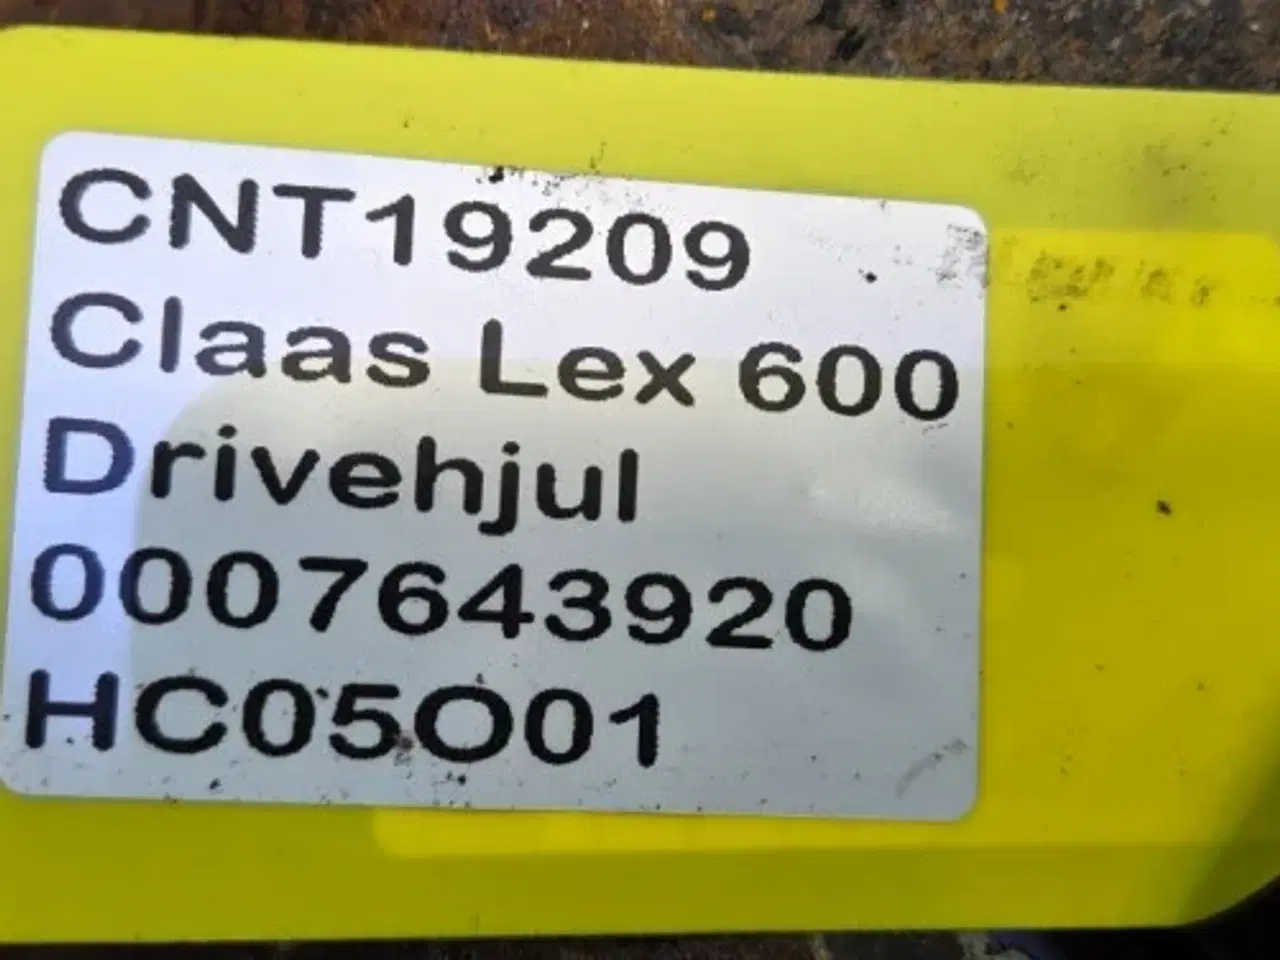 CNT19209
Claas Lex 600
Drivehjul
0007643920
HC05O01